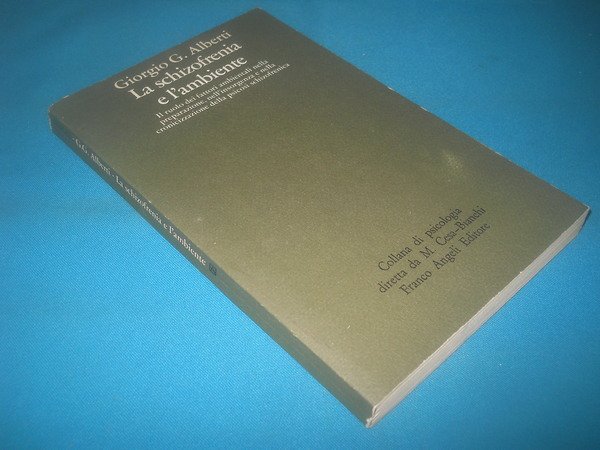 Giorgio G. Alberti
La schizofrenia
e l'ambiente
Il ruolo dei fattori ambientali nella
preparazione, nell'insorgenza e nella
cronicizzazione della psicosi schizofrenica
Collana di psicologia
diretta da M. Cesa-Bianchi
Franco Angeli Editore
G.G. Alberti - La schizofrenia e l'ambiente